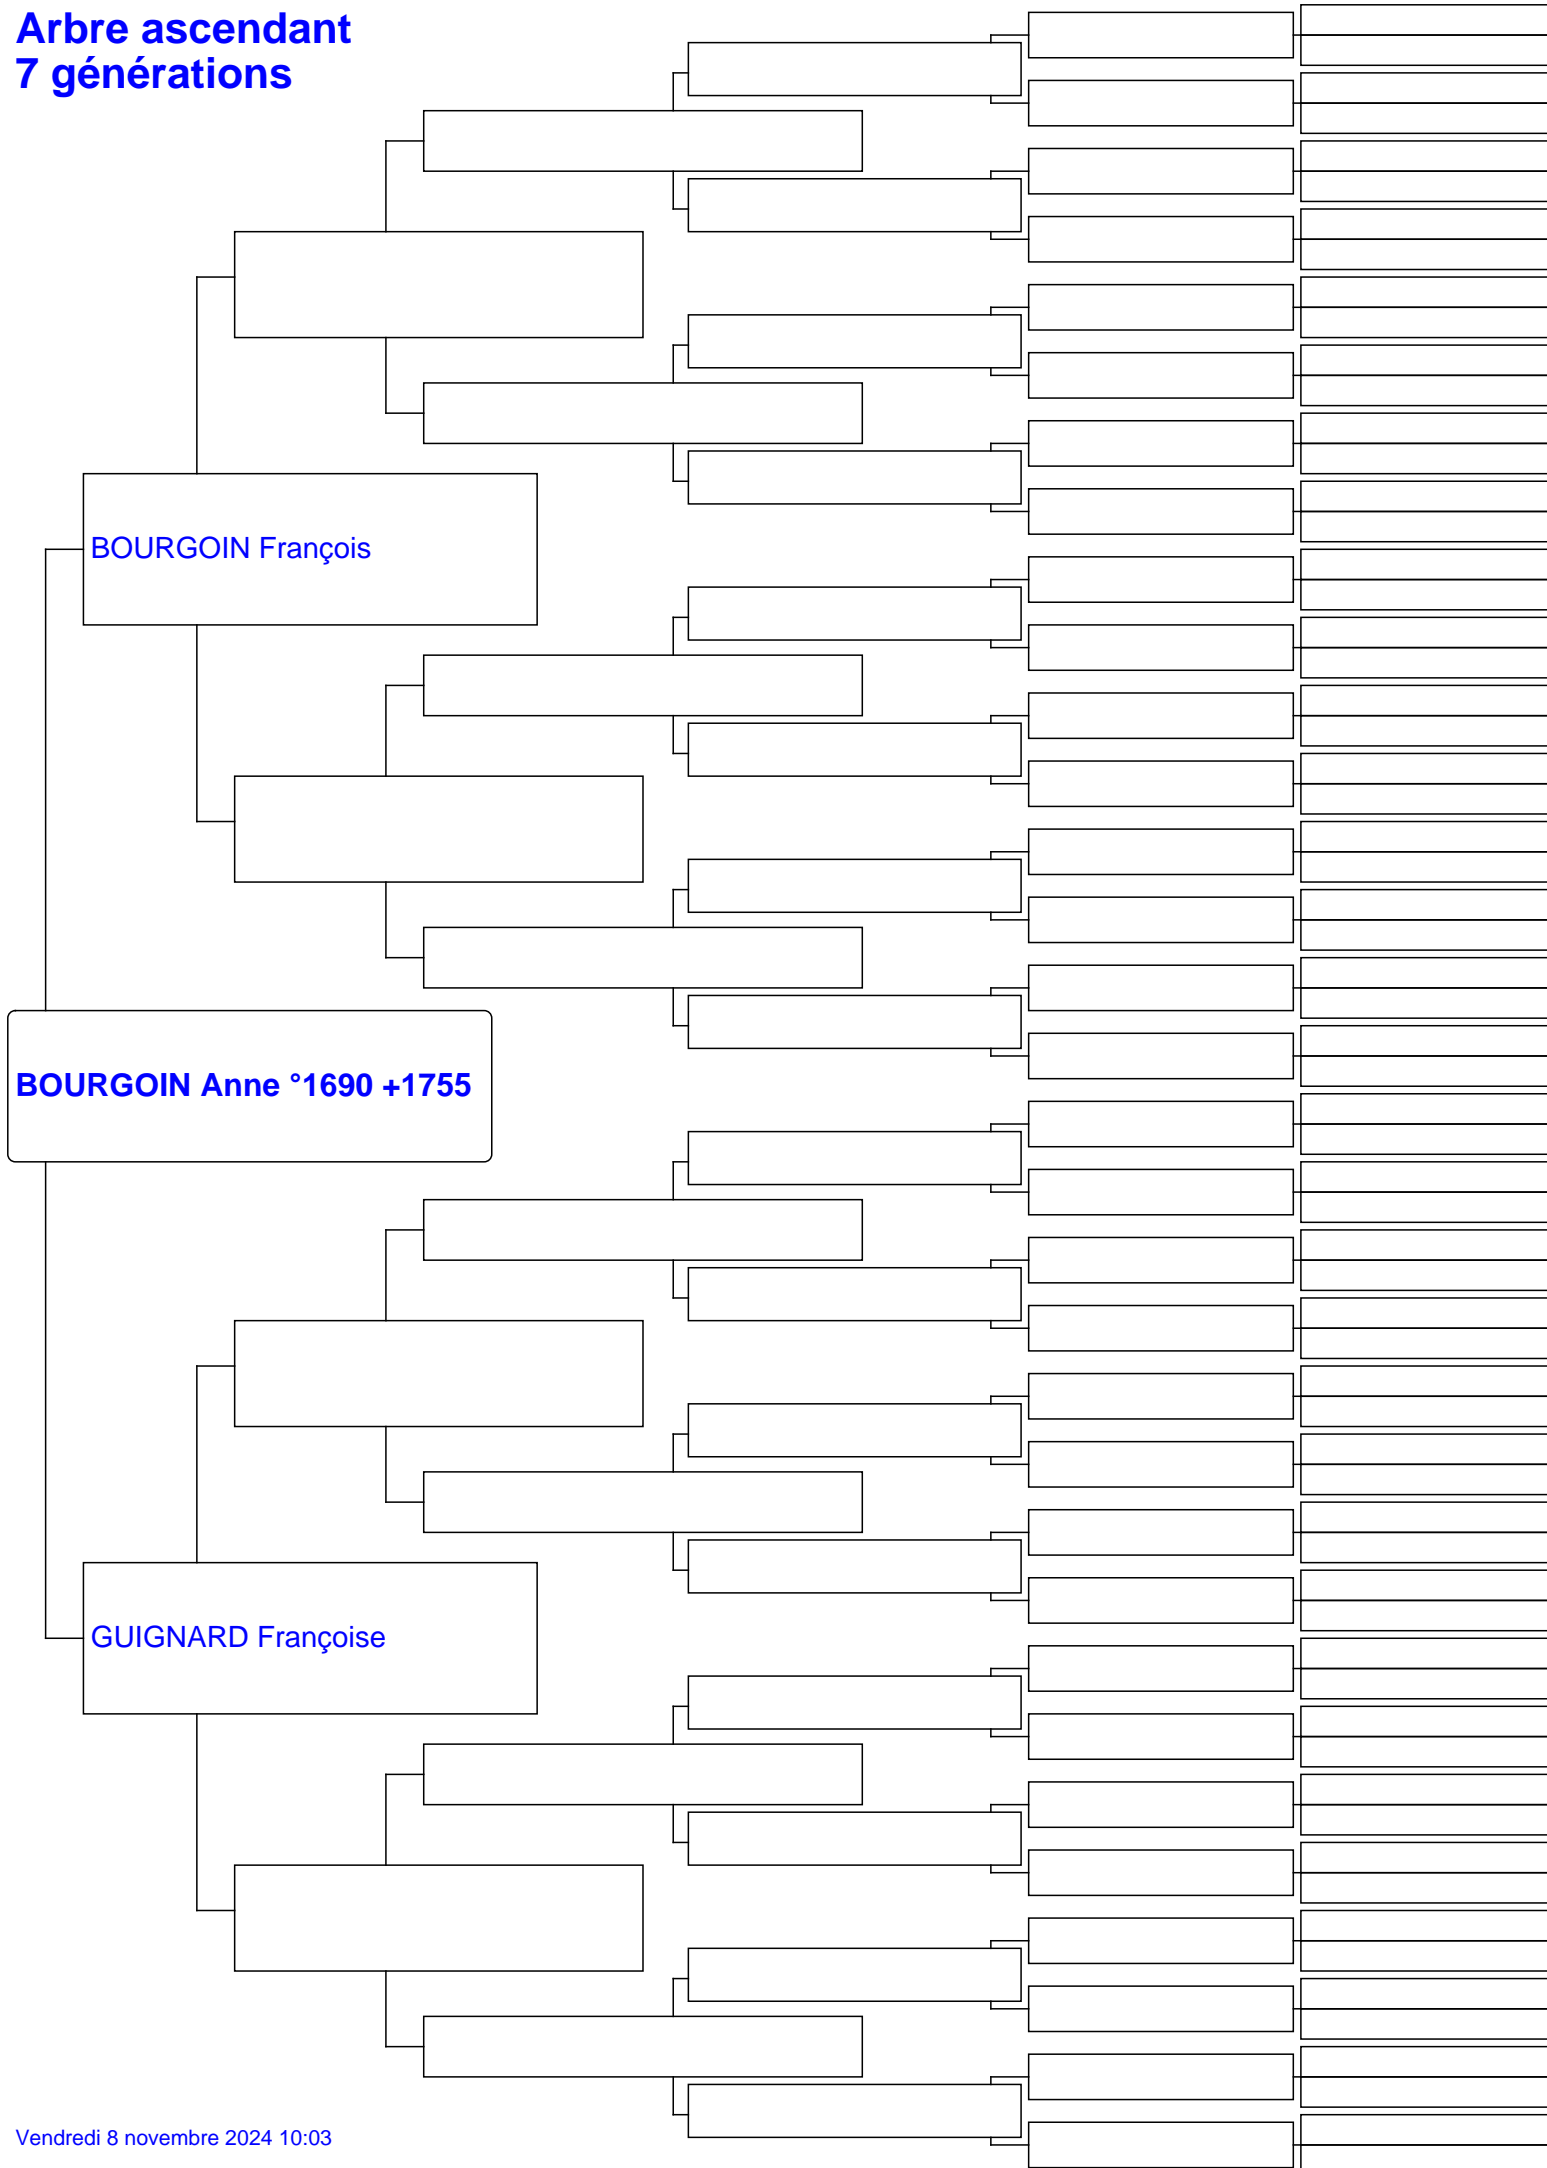 Arbre ascendant
7 générations
BOURGOIN François
BOURGOIN Anne °1690 +1755
GUIGNARD Françoise
Vendredi 8 novembre 2024 10:03